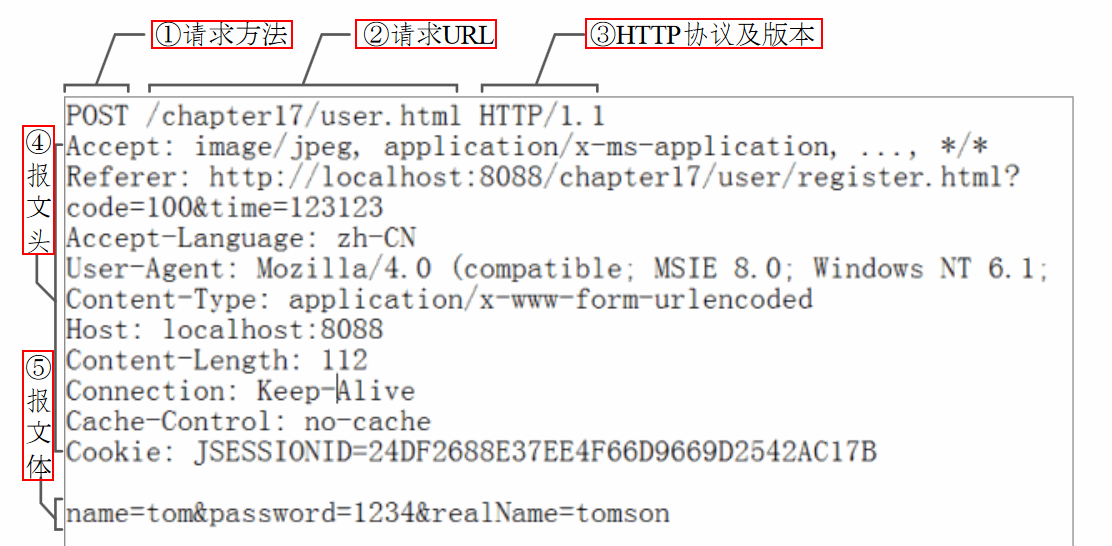 ①请求方法 ②请求URL ③HTTP协议及版本
POST /chapter17/user.html HTTP/1.1
④报文头
Accept: image/jpeg, application/x-ms-application, ..., */*
Referer: http://localhost:8088/chapter17/user/register.html?
code=100&time=123123
Accept-Language: zh-CN
User-Agent: Mozilla/4.0 (compatible; MSIE 8.0; Windows NT 6.1;
Content-Type: application/x-www-form-urlencoded
Host: localhost:8088
Content-Length: 112
Connection: Keep-Alive
Cache-Control: no-cache
Cookie: JSESSIONID=24DF2688E37EE4F66D9669D2542AC17B
⑤报文体
name=tom&password=1234&realName=tomson